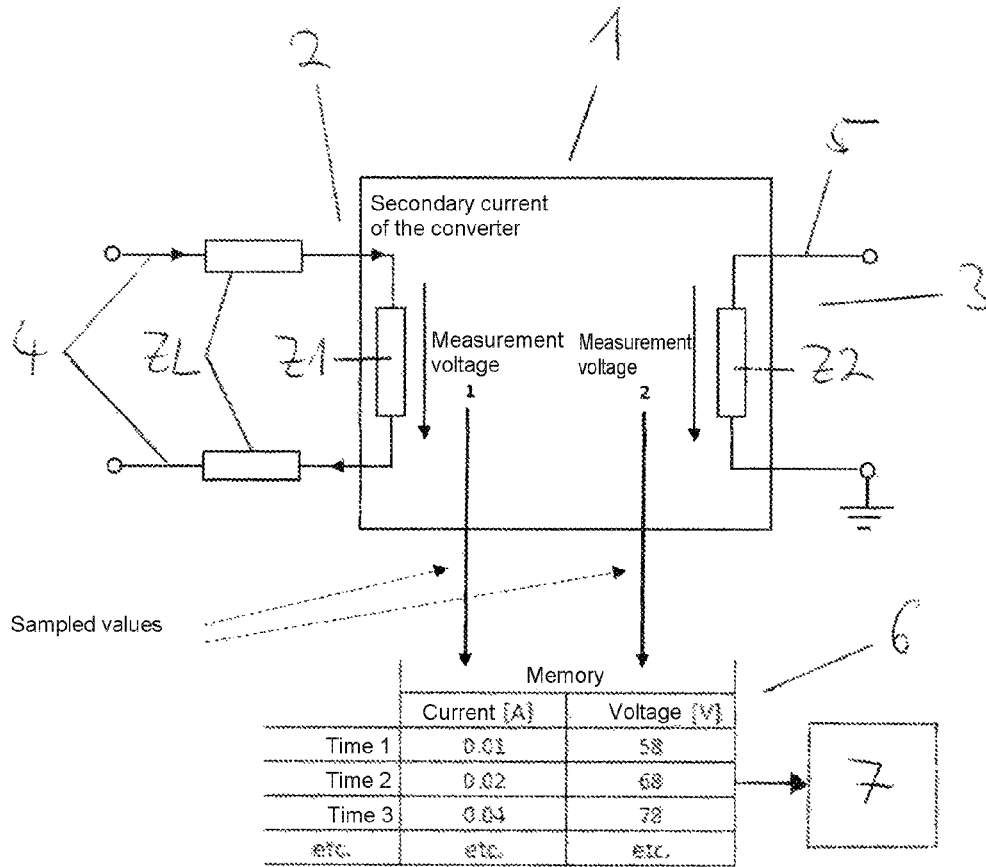 1
2
5
Secondary current
of the converter
3
4
ZL
Z1
Measurement
voltage
1
Measurement
voltage
2
Z2
Sampled values
6
Memory
Current [A] Voltage [V]
Time 1 0.01 58
Time 2 0.02 68
Time 3 0.04 78
etc. etc. etc.
7